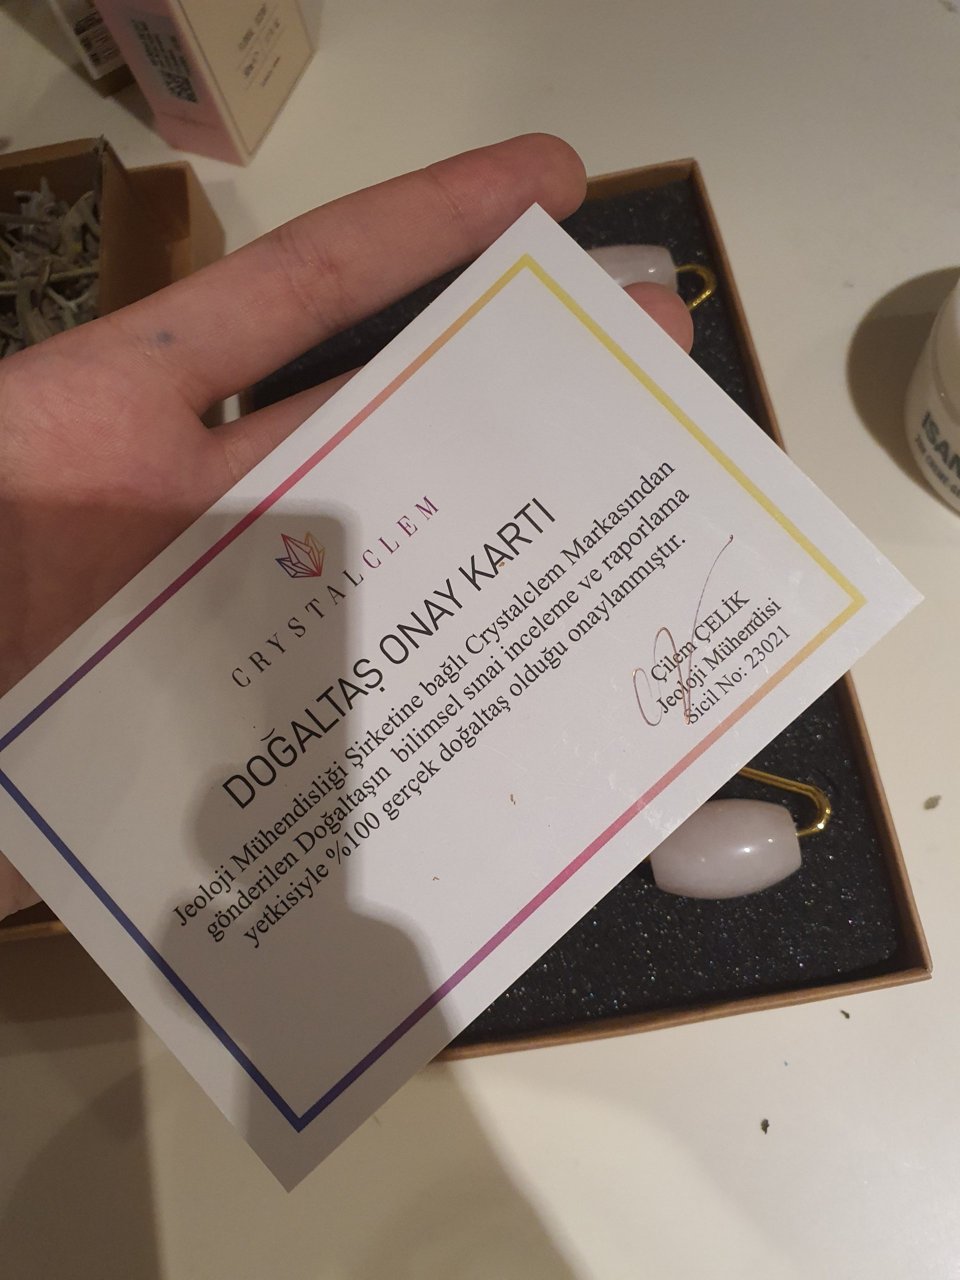 CRYSTALCLEM
DOĞALTAŞ ONAY KARTI
Jeoloji Mühendisliği Şirketine bağlı Crystalclem Markasından
gönderilen Doğaltaşın bilimsel sınai inceleme ve raporlama
yetkisiyle %100 gerçek doğaltaş olduğu onaylanmıştır.
Çilem ÇELİK
Jeoloji Mühendisi
Sicil No: 23021